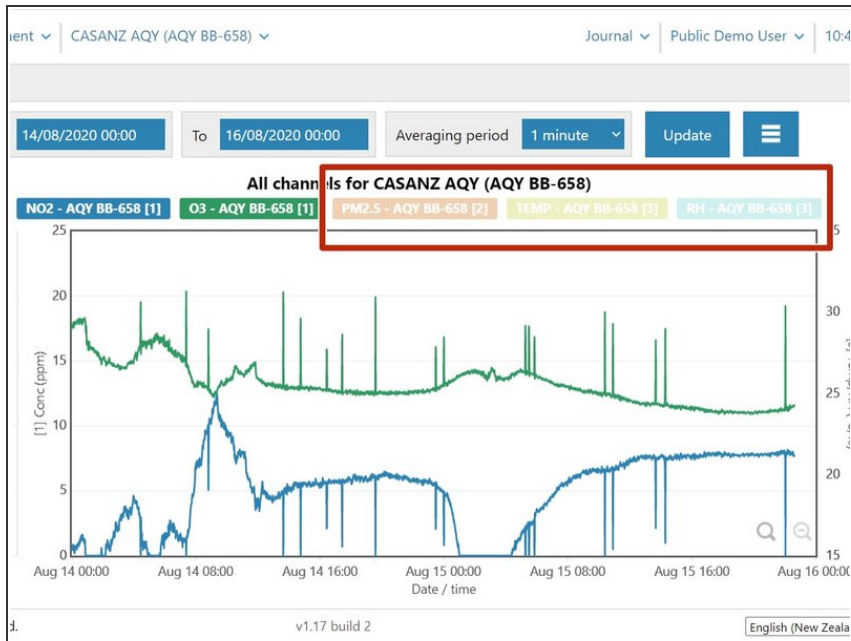 CASANZ AQY (AQY BB-658)
Journal
Public Demo User
14/08/2020 00:00
To
16/08/2020 00:00
Averaging period
1 minute
Update
All channels for CASANZ AQY (AQY BB-658)
NO2 - AQY BB-658 [1]
O3 - AQY BB-658 [1]
PM2.5 - AQY BB-658 [2]
TEMP - AQY BB-658 [3]
RH - AQY BB-658 [3]
25
20
15
10
5
0
[1] Conc (ppm)
30
25
20
15
Aug 14 00:00
Aug 14 08:00
Aug 14 16:00
Aug 15 00:00
Aug 15 08:00
Aug 15 16:00
Aug 16 00:00
Date / time
v1.17 build 2
English (New Zeala